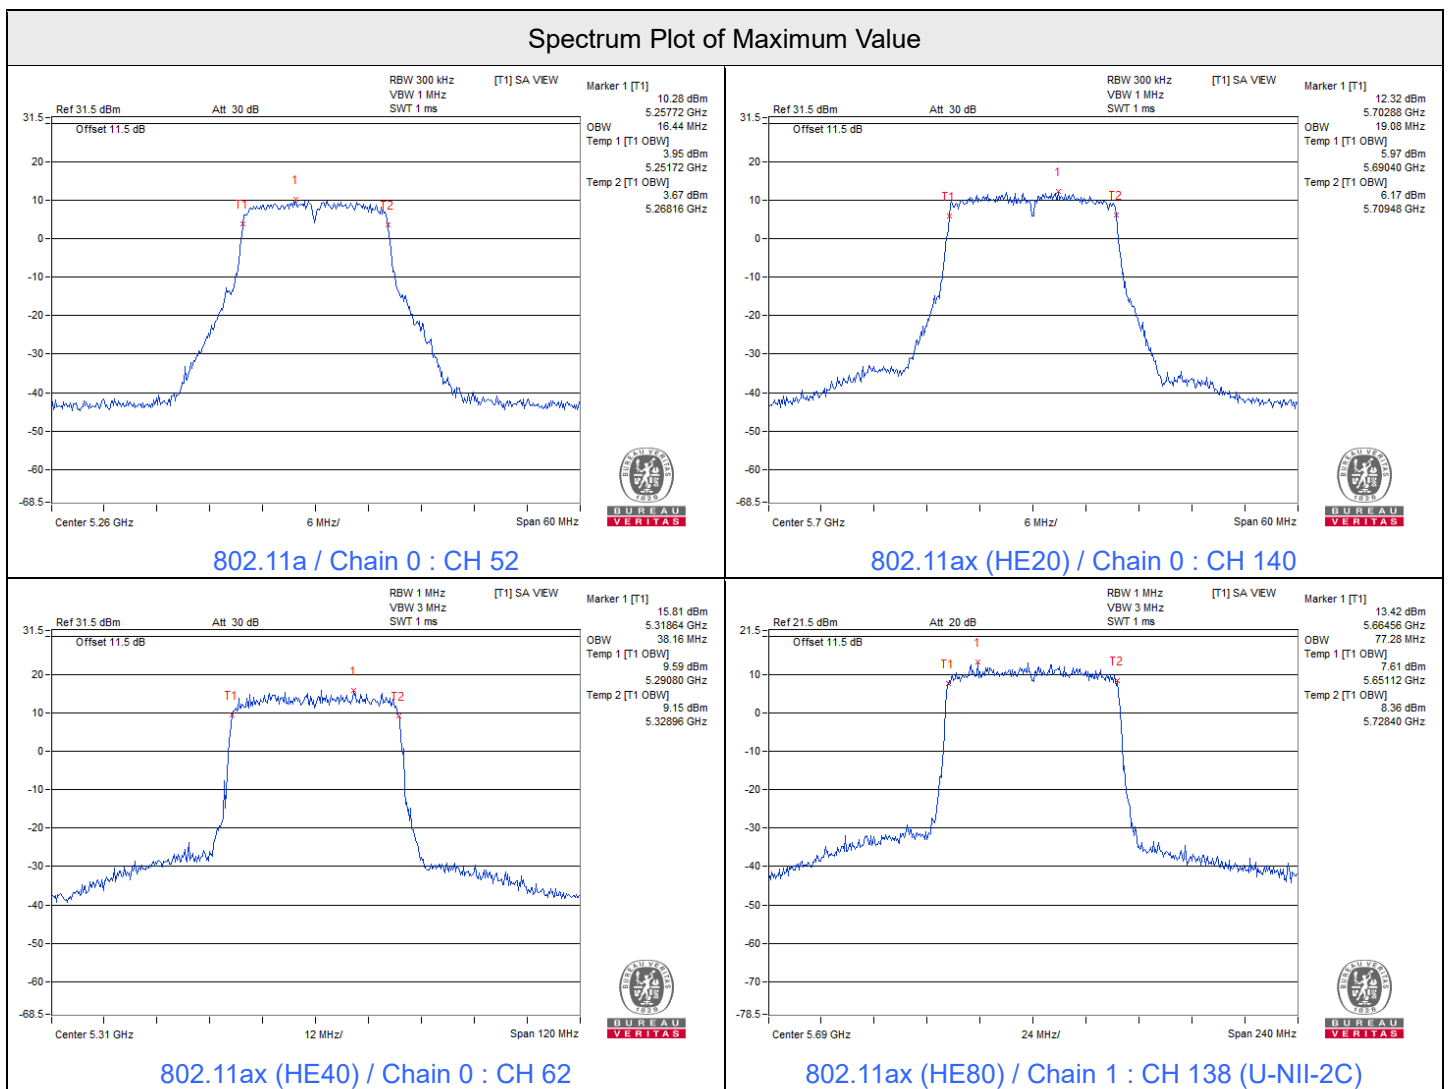 Spectrum Plot of Maximum Value
RBW 300 kHz [T1] SA VIEW
VBW 1 MHz
Ref 31.5 dBm Att 30 dB SWT 1 ms
Marker 1 [T1]
10.28 dBm
5.25772 GHz
OBW 16.44 MHz
Temp 1 [T1 OBW]
3.95 dBm
5.25172 GHz
Temp 2 [T1 OBW]
3.67 dBm
5.26816 GHz
31.5
Offset 11.5 dB
20
10
0
-10
-20
-30
-40
-50
-60
-68.5
T1
1
T2
Center 5.26 GHz 6 MHz/ Span 60 MHz
BUREAU VERITAS
1828
BUREAU
VERITAS
802.11a / Chain 0 : CH 52
RBW 300 kHz [T1] SA VIEW
VBW 1 MHz
Ref 31.5 dBm Att 30 dB SWT 1 ms
Marker 1 [T1]
12.32 dBm
5.70288 GHz
OBW 19.08 MHz
Temp 1 [T1 OBW]
5.97 dBm
5.69040 GHz
Temp 2 [T1 OBW]
6.17 dBm
5.70948 GHz
31.5
Offset 11.5 dB
20
10
0
-10
-20
-30
-40
-50
-60
-68.5
T1
1
T2
Center 5.7 GHz 6 MHz/ Span 60 MHz
BUREAU VERITAS
1828
BUREAU
VERITAS
802.11ax (HE20) / Chain 0 : CH 140
RBW 1 MHz [T1] SA VIEW
VBW 3 MHz
Ref 31.5 dBm Att 30 dB SWT 1 ms
Marker 1 [T1]
15.81 dBm
5.31864 GHz
OBW 38.16 MHz
Temp 1 [T1 OBW]
9.59 dBm
5.29080 GHz
Temp 2 [T1 OBW]
9.15 dBm
5.32896 GHz
31.5
Offset 11.5 dB
20
10
0
-10
-20
-30
-40
-50
-60
-68.5
T1
1
T2
Center 5.31 GHz 12 MHz/ Span 120 MHz
BUREAU VERITAS
1828
BUREAU
VERITAS
802.11ax (HE40) / Chain 0 : CH 62
RBW 1 MHz [T1] SA VIEW
VBW 3 MHz
Ref 21.5 dBm Att 20 dB SWT 1 ms
Marker 1 [T1]
13.42 dBm
5.66456 GHz
OBW 77.28 MHz
Temp 1 [T1 OBW]
7.61 dBm
5.65112 GHz
Temp 2 [T1 OBW]
8.36 dBm
5.72840 GHz
21.5
Offset 11.5 dB
10
0
-10
-20
-30
-40
-50
-60
-70
-78.5
T1
1
T2
Center 5.69 GHz 24 MHz/ Span 240 MHz
BUREAU VERITAS
1828
BUREAU
VERITAS
802.11ax (HE80) / Chain 1 : CH 138 (U-NII-2C)